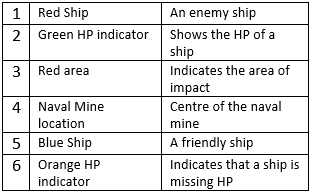 1 Red Ship An enemy ship
2 Green HP indicator Shows the HP of a
ship
3 Red area Indicates the area of
impact
4 Naval Mine Centre of the naval
location mine
5 Blue Ship A friendly ship
6 Orange HP Indicates that a ship is
indicator missing HP